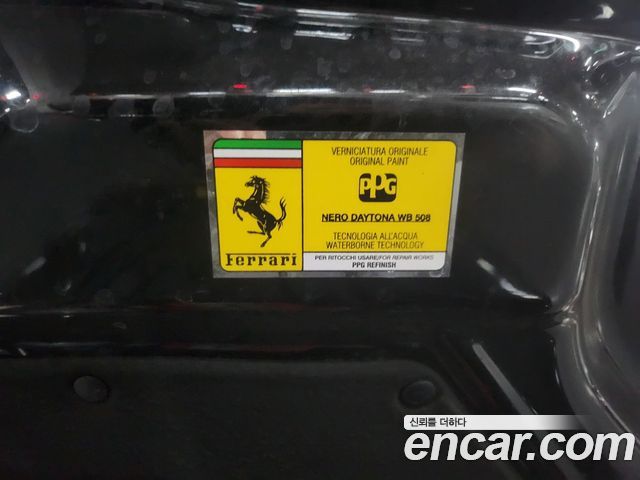 VERNICIATURA ORIGINALE
ORIGINAL PAINT
PPG
NERO DAYTONA WB 508
TECNOLOGIA ALL'ACQUA
WATERBORNE TECHNOLOGY
Ferrari
PER RITOCCHI USARE/FOR REPAIR WORKS
PPG REFINISH
신뢰를 더하다
encar.com